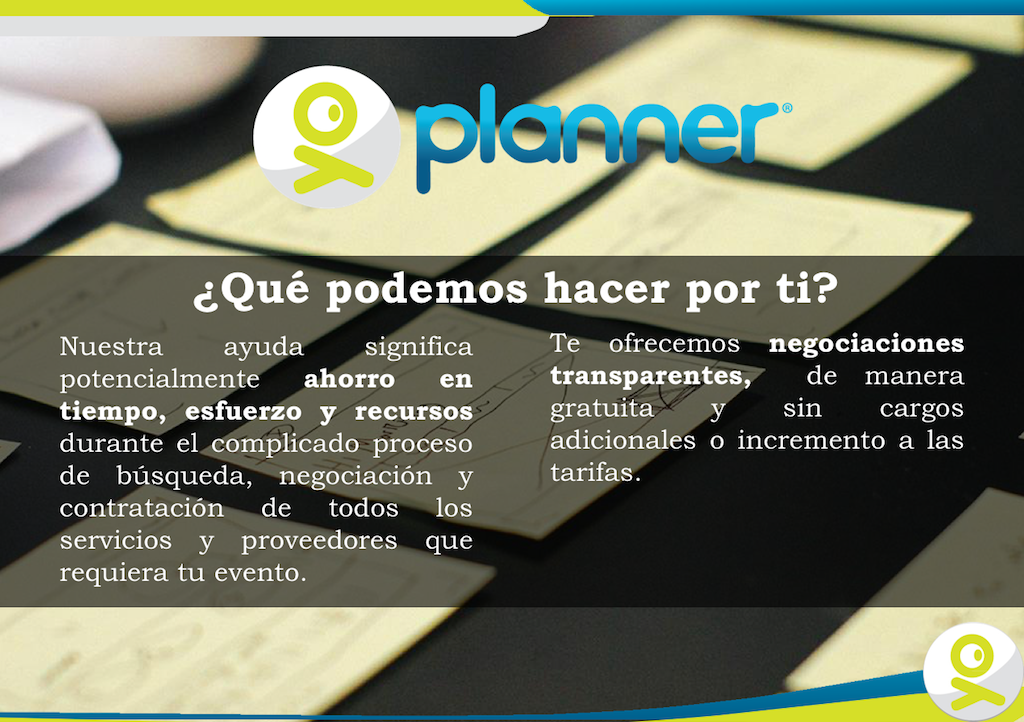 planner®
¿Qué podemos hacer por ti?
Nuestra ayuda significa
potencialmente ahorro en
tiempo, esfuerzo y recursos
durante el complicado proceso
de búsqueda, negociación y
contratación de todos los
servicios y proveedores que
requiera tu evento.
Te ofrecemos negociaciones
transparentes, de manera
gratuita y sin cargos
adicionales o incremento a las
tarifas.